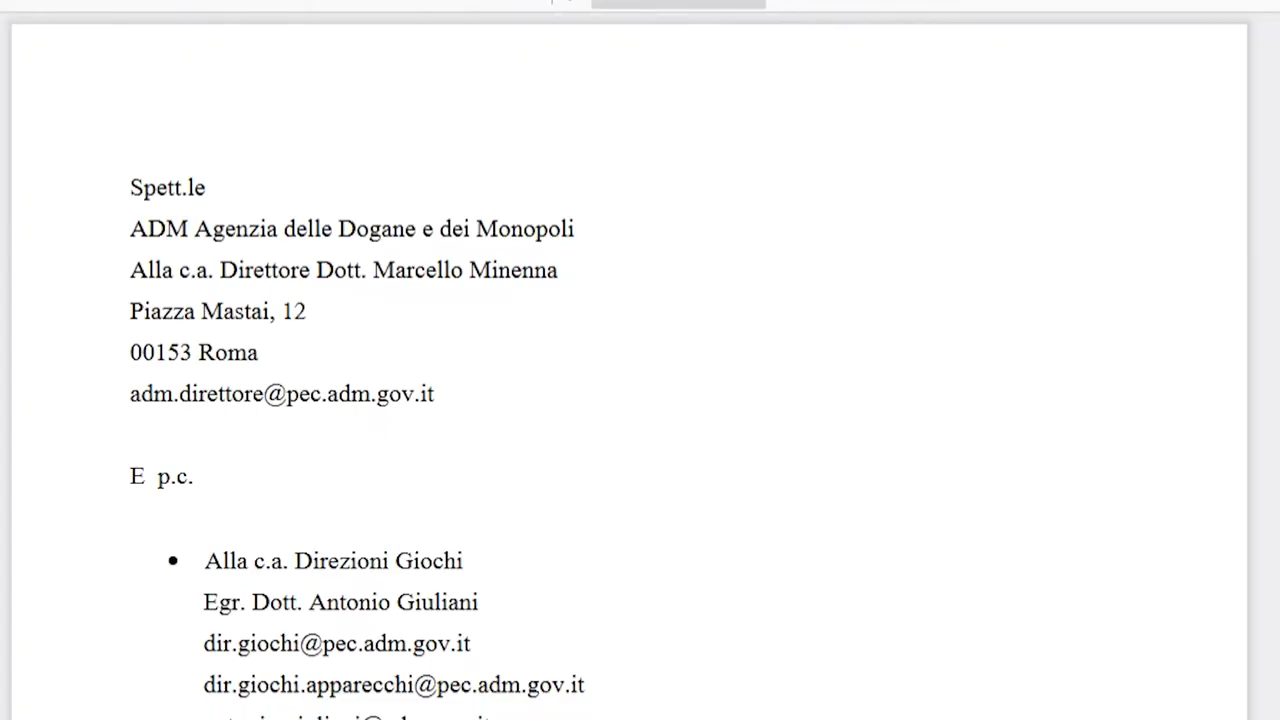 Spett.le
ADM Agenzia delle Dogane e dei Monopoli
Alla c.a. Direttore Dott. Marcello Minenna
Piazza Mastai, 12
00153 Roma
adm.direttore@pec.adm.gov.it
E p.c.
• Alla c.a. Direzioni Giochi
Egr. Dott. Antonio Giuliani
dir.giochi@pec.adm.gov.it
dir.giochi.apparecchi@pec.adm.gov.it